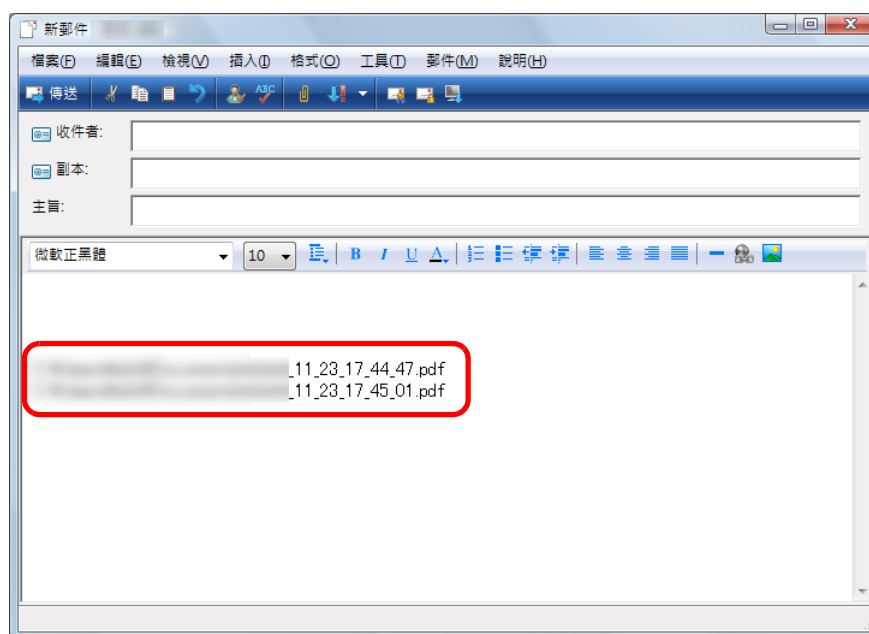 新郵件
檔案(F) 編輯(E) 檢視(V) 插入(I) 格式(O) 工具(T) 郵件(M) 說明(H)
傳送 ABC
收件者:
副本:
主旨:
微軟正黑體 10 B I U A
_11_23_17_44_47.pdf
_11_23_17_45_01.pdf